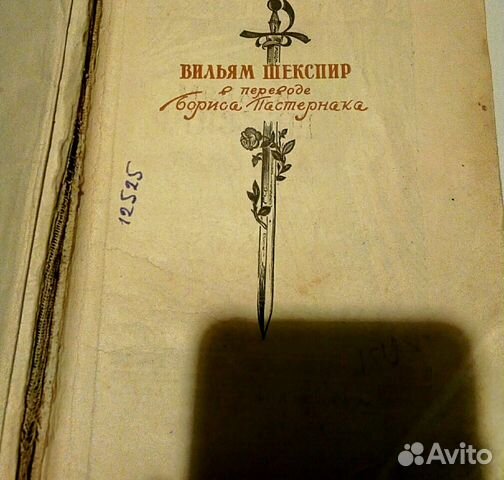 ВИЛЬЯМ ШЕКСПИР
в переводе
Бориса Пастернака
12525
Avito